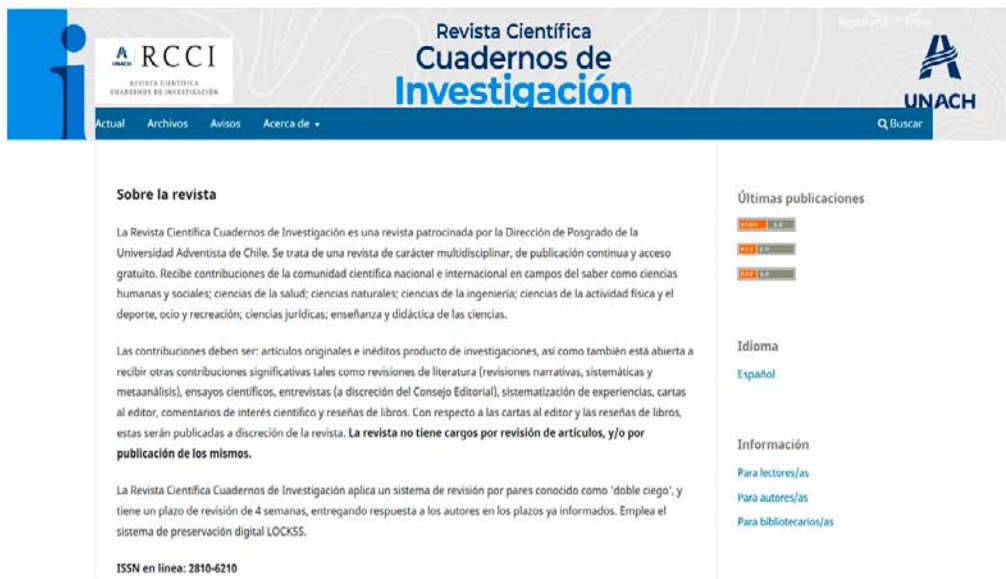 Registrarse Entrar
Revista Científica
Cuadernos de
Investigación
UNACH
RCCI
REVISTA CIENTÍFICA
CUADERNOS DE INVESTIGACIÓN
UNACH
Actual Archivos Avisos Acerca de
Buscar
Sobre la revista
La Revista Científica Cuadernos de Investigación es una revista patrocinada por la Dirección de Posgrado de la
Universidad Adventista de Chile. Se trata de una revista de carácter multidisciplinar, de publicación continua y acceso
gratuito. Recibe contribuciones de la comunidad científica nacional e internacional en campos del saber como ciencias
humanas y sociales; ciencias de la salud; ciencias naturales; ciencias de la ingeniería; ciencias de la actividad física y el
deporte, ocio y recreación; ciencias jurídicas; enseñanza y didáctica de las ciencias.
Las contribuciones deben ser: artículos originales e inéditos producto de investigaciones, así como también está abierta a
recibir otras contribuciones significativas tales como revisiones de literatura (revisiones narrativas, sistemáticas y
metaanálisis), ensayos científicos, entrevistas (a discreción del Consejo Editorial), sistematización de experiencias, cartas
al editor, comentarios de interés científico y reseñas de libros. Con respecto a las cartas al editor y las reseñas de libros,
estas serán publicadas a discreción de la revista. La revista no tiene cargos por revisión de artículos, y/o por
publicación de los mismos.
La Revista Científica Cuadernos de Investigación aplica un sistema de revisión por pares conocido como 'doble ciego', y
tiene un plazo de revisión de 4 semanas, entregando respuesta a los autores en los plazos ya informados. Emplea el
sistema de preservación digital LOCKSS.
ISSN en línea: 2810-6210
Últimas publicaciones
ATOM 1.0
RSS 2.0
RSS 1.0
Idioma
Español
Información
Para lectores/as
Para autores/as
Para bibliotecarios/as